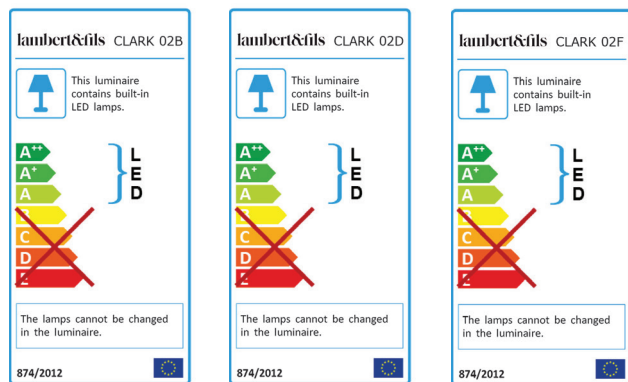 lambert&fils CLARK 02B
This luminaire
contains built-in
LED lamps.
A++
A+
A
B
C
D
E
L
E
D
The lamps cannot be changed
in the luminaire.
874/2012
lambert&fils CLARK 02D
This luminaire
contains built-in
LED lamps.
A++
A+
A
B
C
D
E
L
E
D
The lamps cannot be changed
in the luminaire.
874/2012
lambert&fils CLARK 02F
This luminaire
contains built-in
LED lamps.
A++
A+
A
B
C
D
E
L
E
D
The lamps cannot be changed
in the luminaire.
874/2012